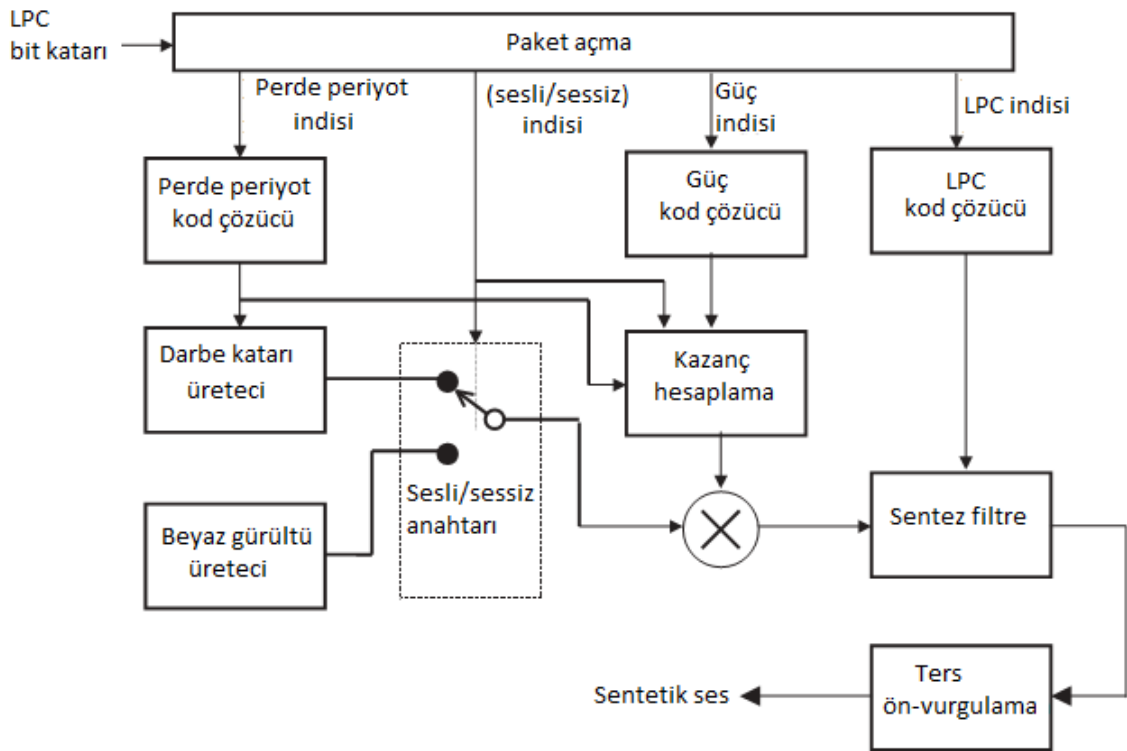 LPC
bit katarı
Paket açma
Perde periyot
indisi
(sesli/sessiz)
indisi
Güç
indisi
LPC indisi
Perde periyot
kod çözücü
Güç
kod çözücü
LPC
kod çözücü
Darbe katarı
üreteci
Kazanç
hesaplama
Sesli/sessiz
anahtarı
Beyaz gürültü
üreteci
Sentez filtre
Sentetik ses
Ters
ön-vurgulama